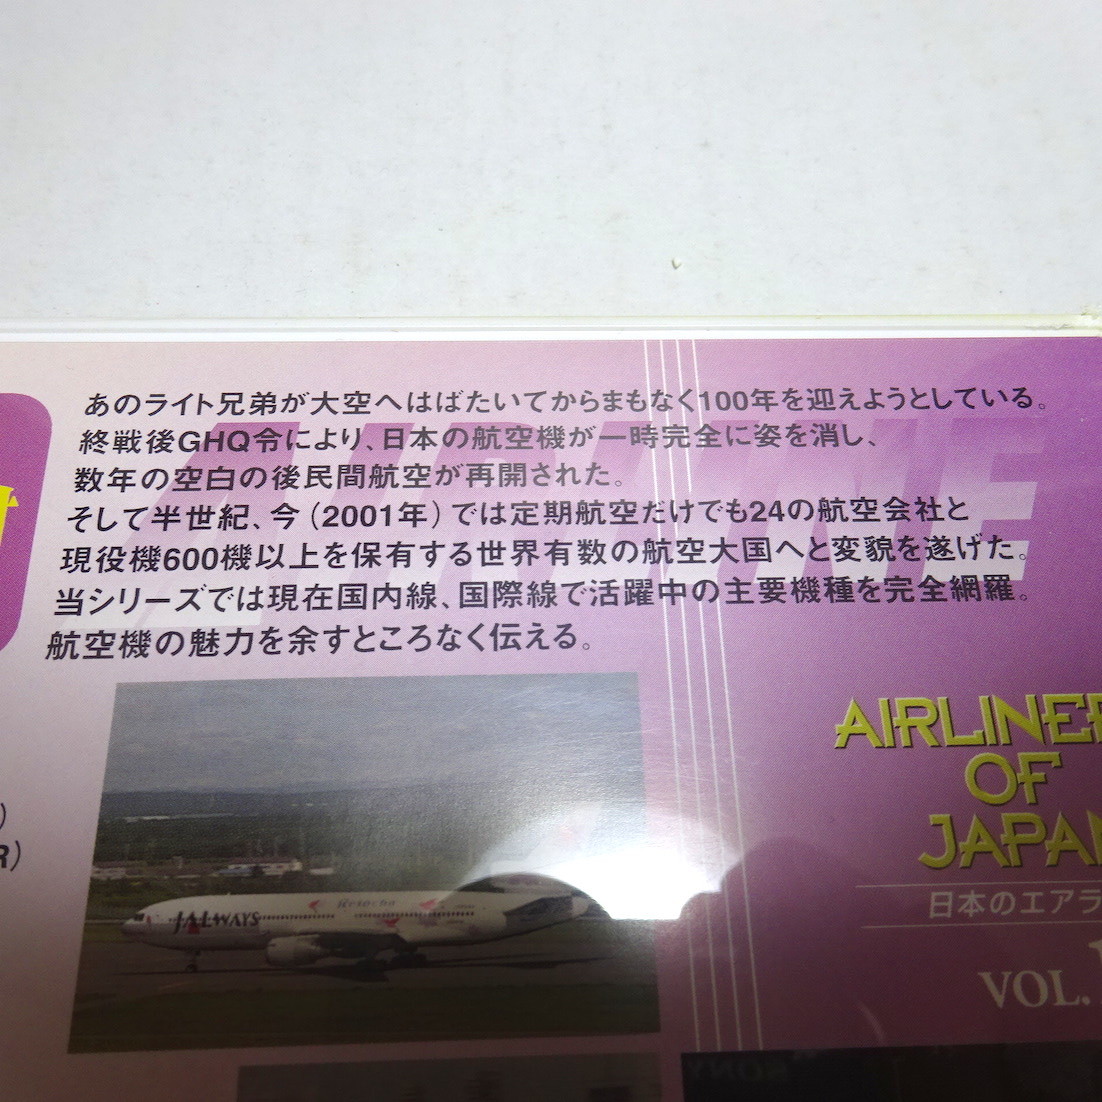 あのライト兄弟が大空へはばたいてからまもなく100年を迎えようとしている。
終戦後GHQ令により、日本の航空機が一時完全に姿を消し、
数年の空白の後民間航空が再開された。
そして半世紀、今(2001年)では定期航空だけでも24の航空会社と
現役機600機以上を保有する世界有数の航空大国へと変貌を遂げた。
当シリーズでは現在国内線、国際線で活躍中の主要機種を完全網羅。
航空機の魅力を余すところなく伝える。
AIRLINE
JALWAYS
Resocha
AIRLINER
OF
JAPAN
日本のエアラ
VOL.
)
R)
SONY